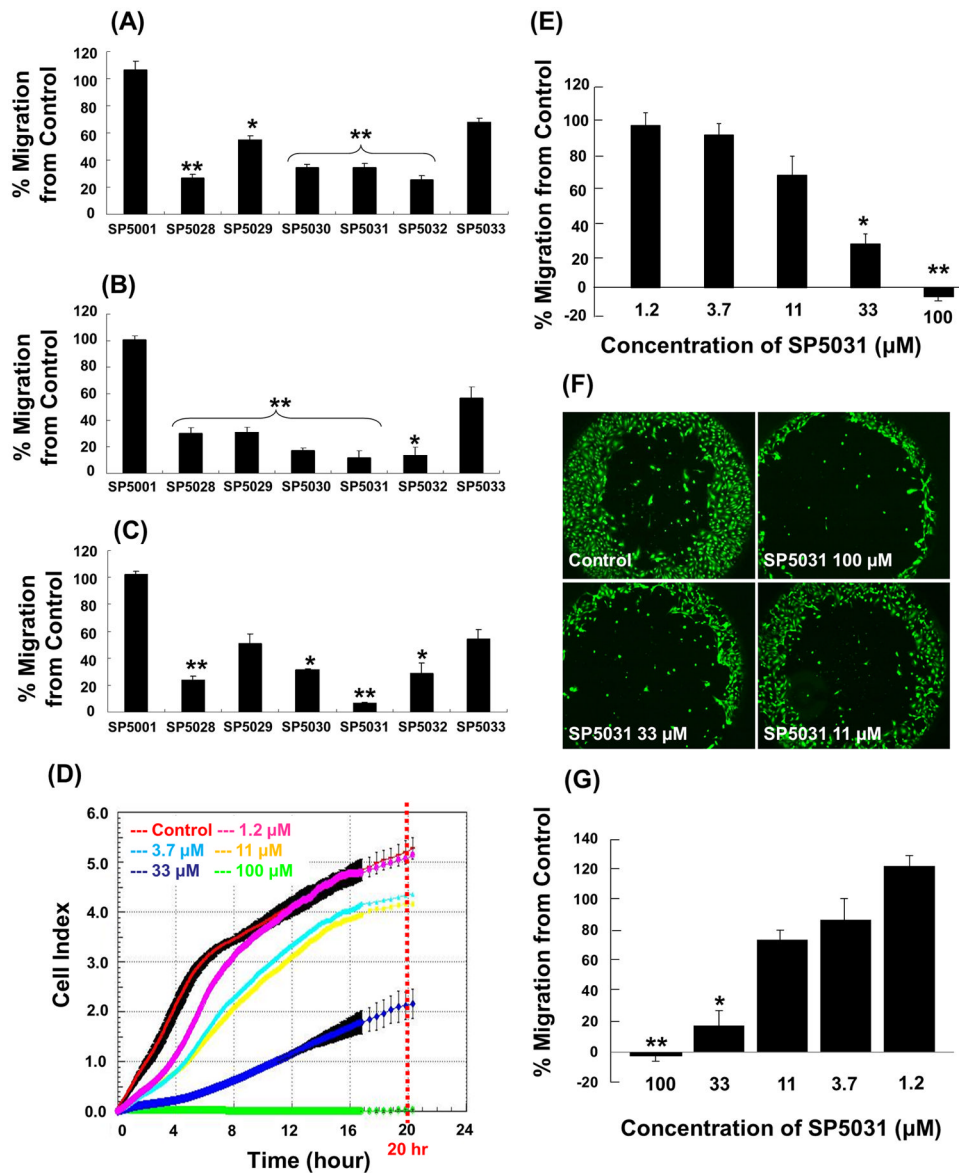 (A)
120
100
80
60
40
20
0
% Migration
from Control
**
*
**
SP5001 SP5028 SP5029 SP5030 SP5031 SP5032 SP5033
(B)
120
100
80
60
40
20
0
% Migration
from Control
**
*
SP5001 SP5028 SP5029 SP5030 SP5031 SP5032 SP5033
(C)
120
100
80
60
40
20
0
% Migration
from Control
**
*
**
*
SP5001 SP5028 SP5029 SP5030 SP5031 SP5032 SP5033
(D)
6.0
5.0
4.0
3.0
2.0
1.0
0.0
Cell Index
--- Control --- 1.2 µM
--- 3.7 µM --- 11 µM
--- 33 µM --- 100 µM
0 4 8 12 16 20 24
20 hr
Time (hour)
(E)
120
100
80
60
40
20
0
-20
% Migration from Control
*
**
1.2 3.7 11 33 100
Concentration of SP5031 (µM)
(F)
Control
SP5031 100 µM
SP5031 33 µM
SP5031 11 µM
(G)
140
120
100
80
60
40
20
0
-20
% Migration from Control
**
*
100 33 11 3.7 1.2
Concentration of SP5031 (µM)